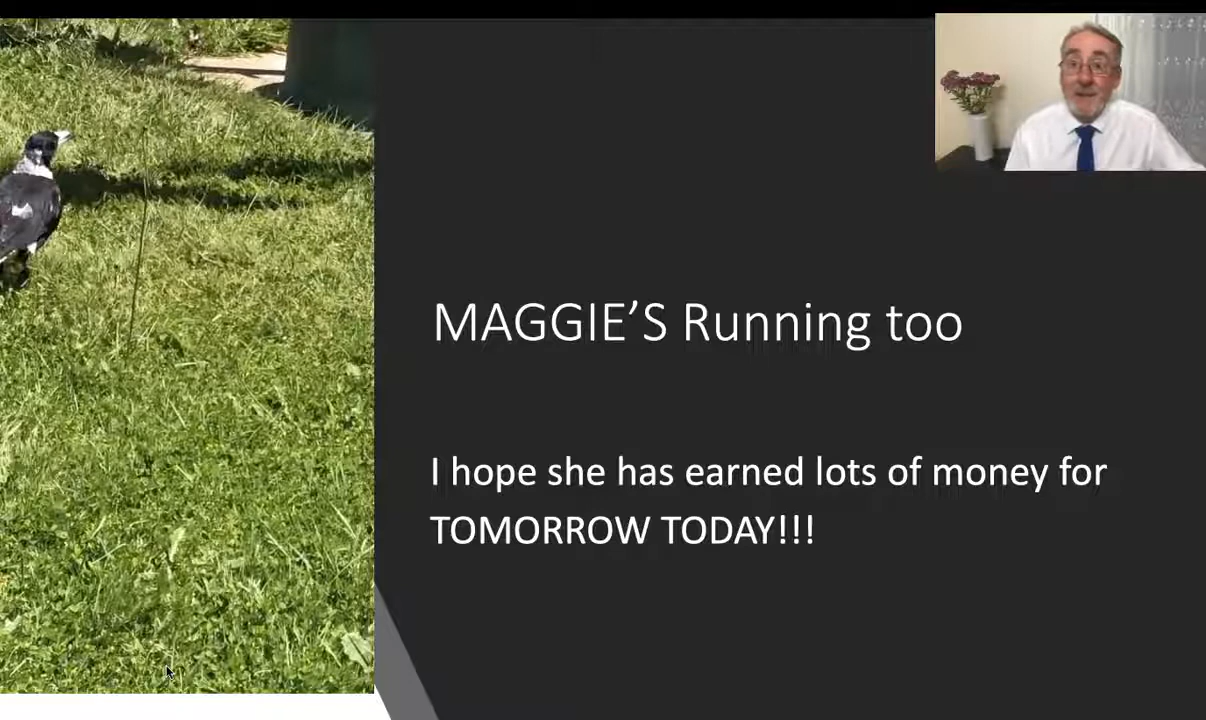 MAGGIE’S Running too
I hope she has earned lots of money for
TOMORROW TODAY!!!